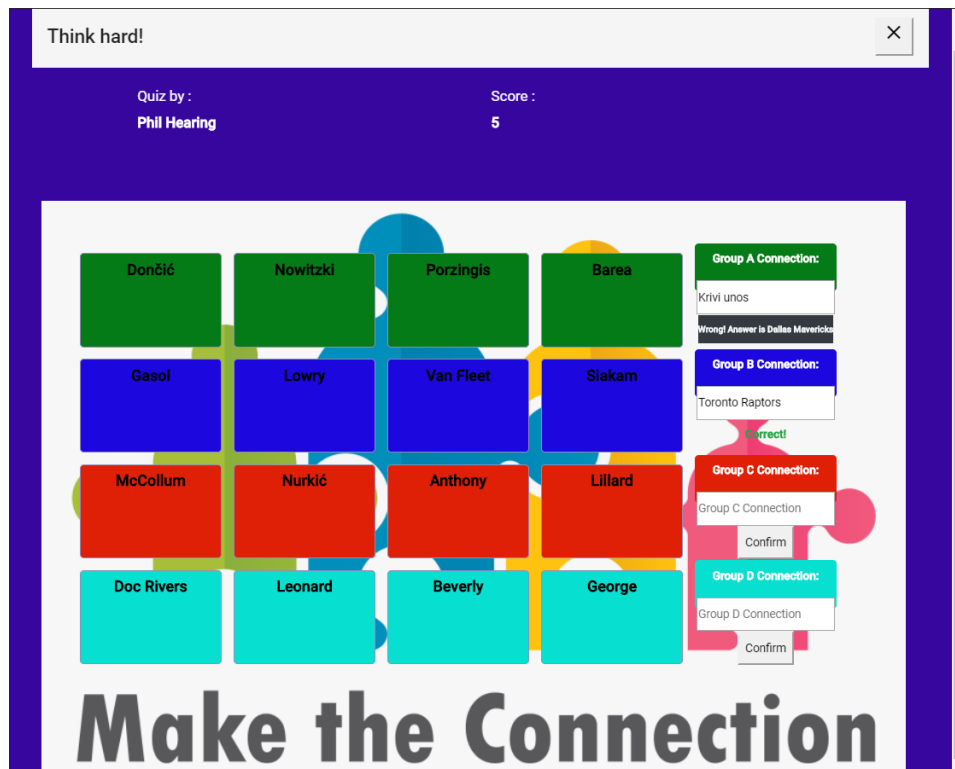 Think hard!
Quiz by :
Score :
Phil Hearing
5
Dončić
Nowitzki
Porzingis
Barea
Group A Connection:
Krivi unos
Wrong! Answer is Dallas Mavericks
Gasol
Lowry
Van Fleet
Siakam
Group B Connection:
Toronto Raptors
Correct!
McCollum
Nurkić
Anthony
Lillard
Group C Connection:
Group C Connection
Confirm
Doc Rivers
Leonard
Beverly
George
Group D Connection:
Group D Connection
Confirm
Make the Connection